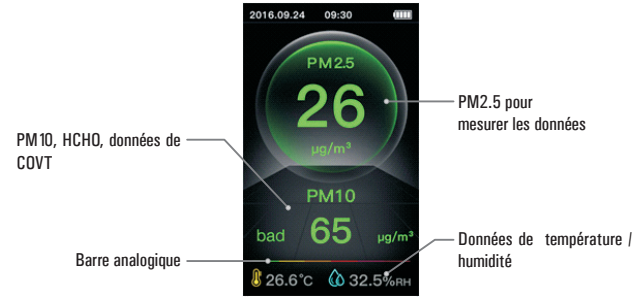 2016.09.24 09:30
PM2.5
26
µg/m³
PM2.5 pour
mesurer les données
PM10, HCHO, données de
COVT
PM10
bad 65 µg/m³
Barre analogique
Données de température /
humidité
26.6°C 32.5%RH